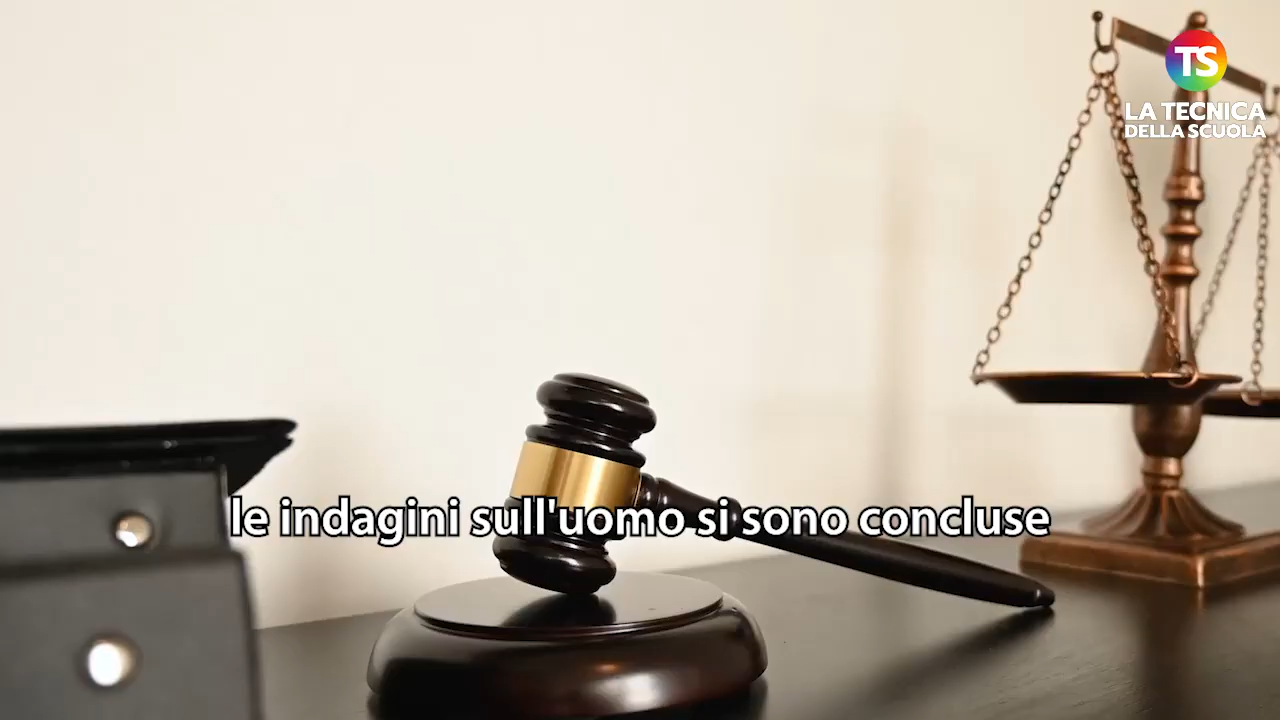 TS
LA TECNICA
DELLA SCUOLA
le indagini sull'uomo si sono concluse